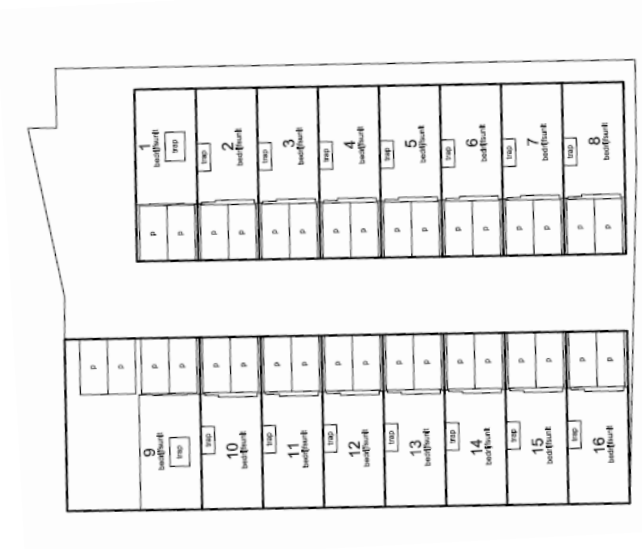 1
bedrijfsunit
trap
2
bedrijfsunit
trap
3
bedrijfsunit
trap
4
bedrijfsunit
trap
5
bedrijfsunit
trap
6
bedrijfsunit
trap
7
bedrijfsunit
trap
8
bedrijfsunit
trap
p p p p p p p p p p p p p p p p
p p p p p p p p p p p p p p p p p p
9
bedrijfsunit
trap
10
bedrijfsunit
trap
11
bedrijfsunit
trap
12
bedrijfsunit
trap
13
bedrijfsunit
trap
14
bedrijfsunit
trap
15
bedrijfsunit
trap
16
bedrijfsunit
trap